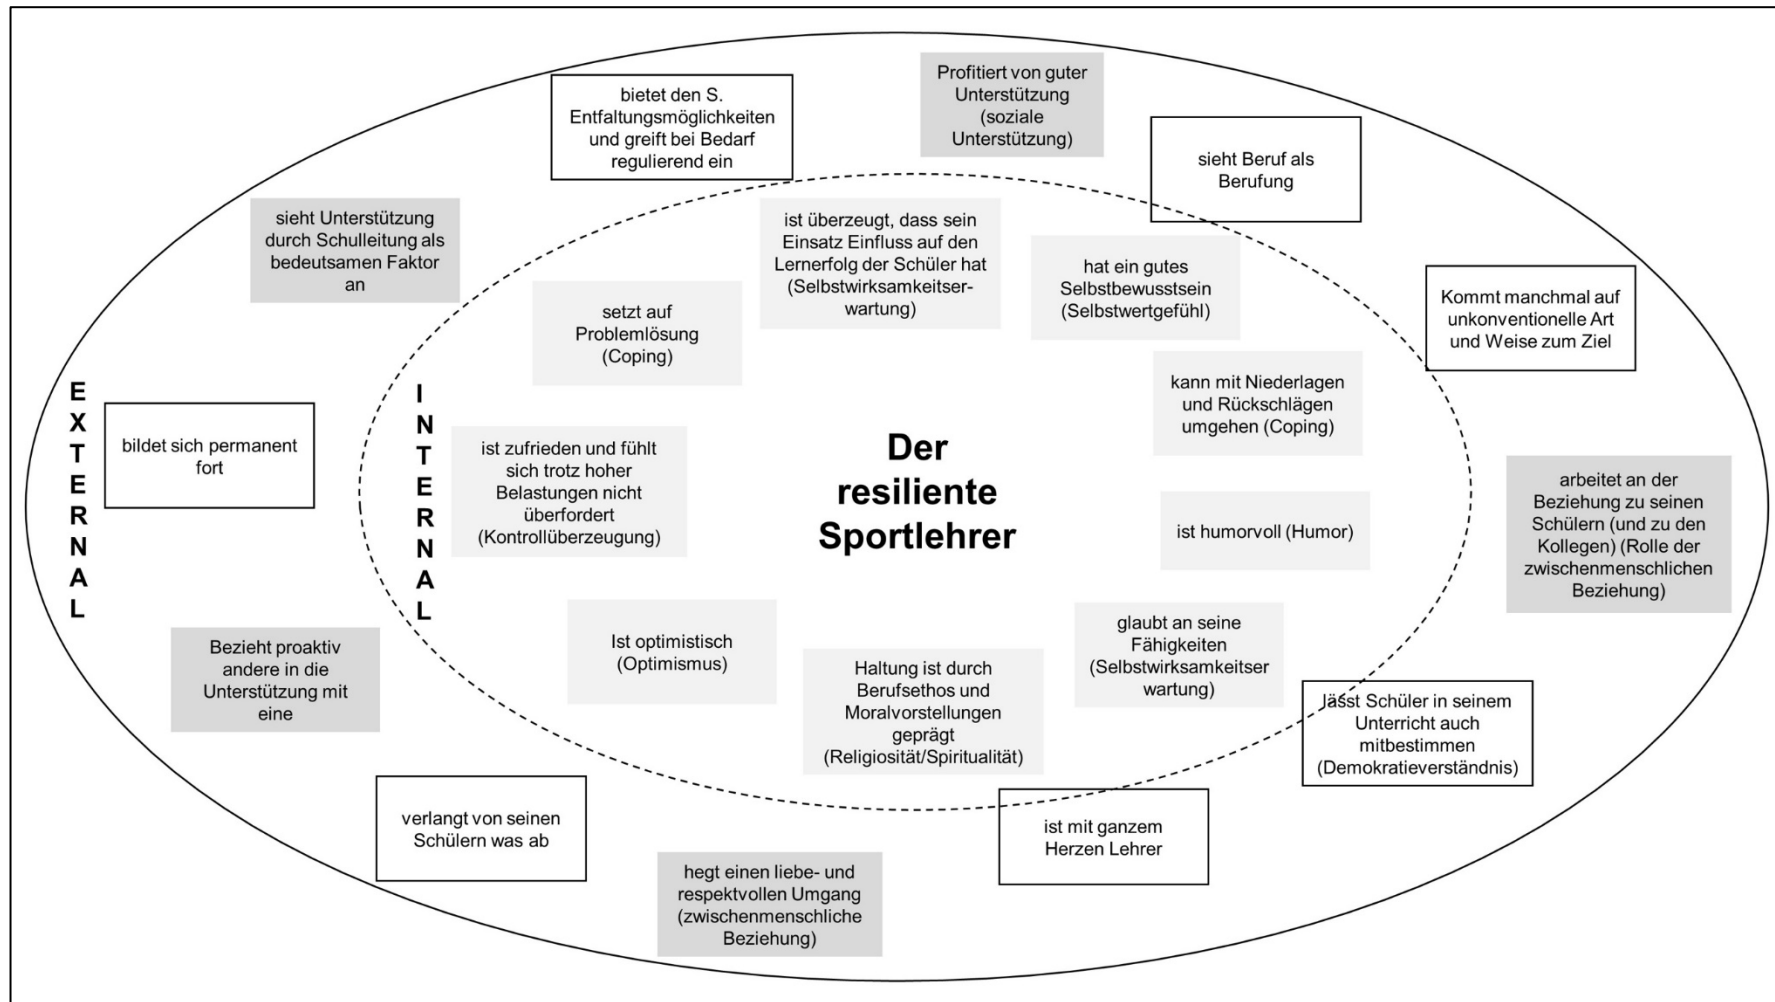 bietet den S.
Entfaltungsmöglichkeiten
und greift bei Bedarf
regulierend ein
Profitiert von guter
Unterstützung
(soziale
Unterstützung)
sieht Beruf als
Berufung
sieht Unterstützung
durch Schulleitung als
bedeutsamen Faktor
an
ist überzeugt, dass sein
Einsatz Einfluss auf den
Lernerfolg der Schüler hat
(Selbstwirksamkeitser-
wartung)
hat ein gutes
Selbstbewusstsein
(Selbstwertgefühl)
Kommt manchmal auf
unkonventionelle Art
und Weise zum Ziel
setzt auf
Problemlösung
(Coping)
kann mit Niederlagen
und Rückschlägen
umgehen (Coping)
EXTERNAL
bildet sich permanent
fort
INTERNAL
ist zufrieden und fühlt
sich trotz hoher
Belastungen nicht
überfordert
(Kontrollüberzeugung)
Der
resiliente
Sportlehrer
ist humorvoll (Humor)
arbeitet an der
Beziehung zu seinen
Schülern (und zu den
Kollegen) (Rolle der
zwischenmenschlichen
Beziehung)
Bezieht proaktiv
andere in die
Unterstützung mit
eine
Ist optimistisch
(Optimismus)
Haltung ist durch
Berufsethos und
Moralvorstellungen
geprägt
(Religiosität/Spiritualität)
glaubt an seine
Fähigkeiten
(Selbstwirksamkeitser
wartung)
lässt Schüler in seinem
Unterricht auch
mitbestimmen
(Demokratieverständnis)
verlangt von seinen
Schülern was ab
hegt einen liebe- und
respektvollen Umgang
(zwischenmenschliche
Beziehung)
ist mit ganzem
Herzen Lehrer